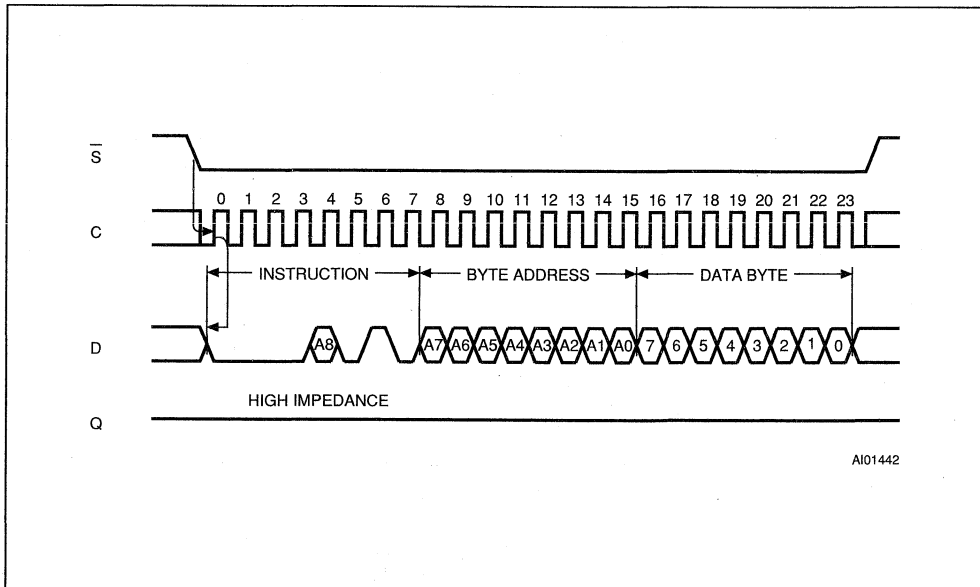 S
0 1 2 3 4 5 6 7 8 9 10 11 12 13 14 15 16 17 18 19 20 21 22 23
C
INSTRUCTION BYTE ADDRESS DATA BYTE
D A8 A7 A6 A5 A4 A3 A2 A1 A0 7 6 5 4 3 2 1 0
HIGH IMPEDANCE
Q
AI01442